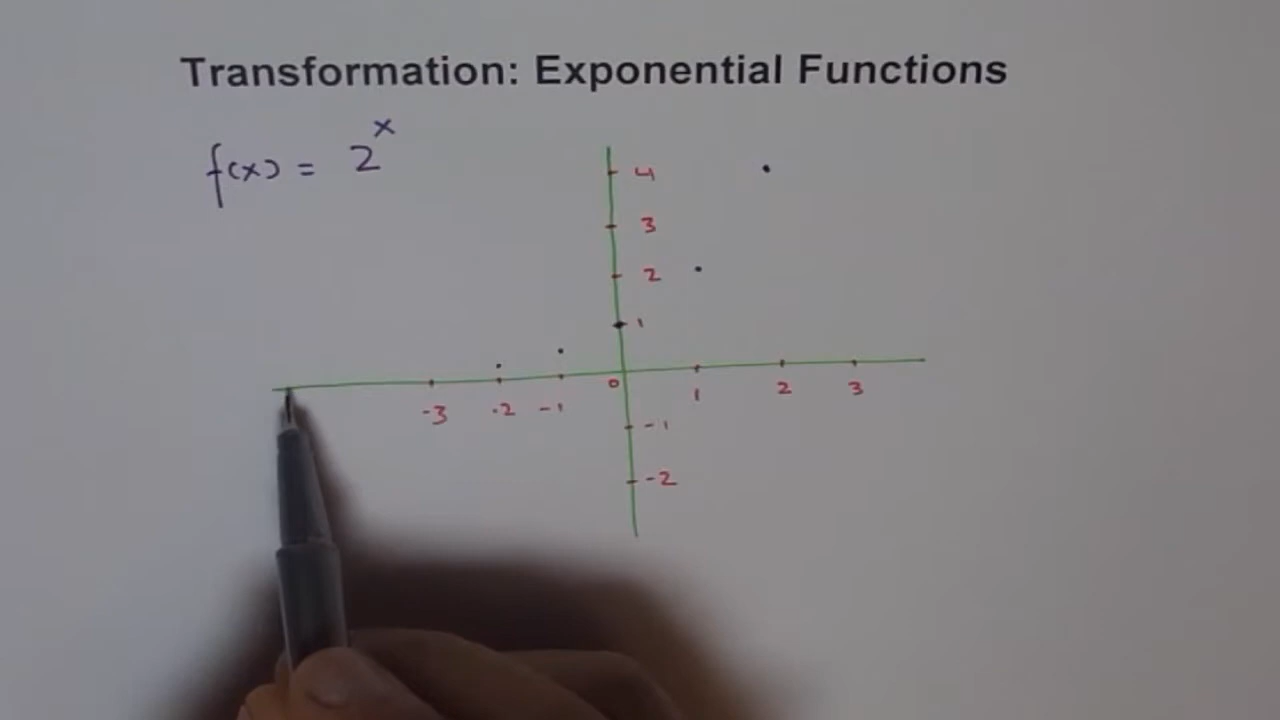 Transformation: Exponential Functions
f(x) = 2^x
4
3
2
1
-3 -2 -1 0 1 2 3
-1
-2